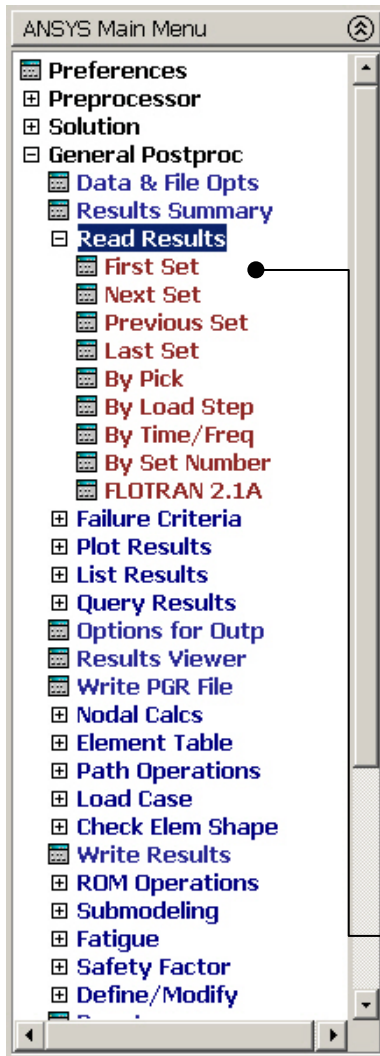 ANSYS Main Menu
Preferences
Preprocessor
Solution
General Postproc
Data & File Opts
Results Summary
Read Results
First Set
Next Set
Previous Set
Last Set
By Pick
By Load Step
By Time/Freq
By Set Number
FLOTRAN 2.1A
Failure Criteria
Plot Results
List Results
Query Results
Options for Outp
Results Viewer
Write PGR File
Nodal Calcs
Element Table
Path Operations
Load Case
Check Elem Shape
Write Results
ROM Operations
Submodeling
Fatigue
Safety Factor
Define/Modify